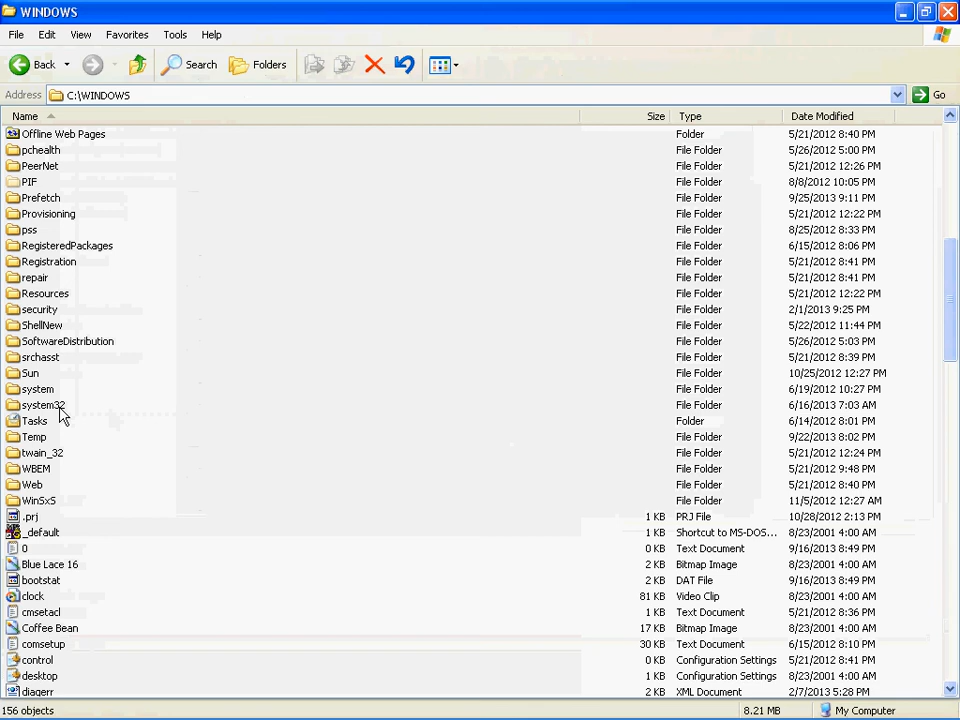 WINDOWS
File Edit View Favorites Tools Help
Back Search Folders
Address C:\WINDOWS Go
Name Size Type Date Modified
Offline Web Pages Folder 5/21/2012 8:40 PM
pchealth File Folder 5/26/2012 5:00 PM
PeerNet File Folder 5/21/2012 12:26 PM
PIF File Folder 8/8/2012 10:05 PM
Prefetch File Folder 9/25/2013 9:11 PM
Provisioning File Folder 5/21/2012 12:22 PM
pss File Folder 8/25/2012 8:33 PM
RegisteredPackages File Folder 6/15/2012 8:06 PM
Registration File Folder 5/21/2012 8:41 PM
repair File Folder 5/21/2012 8:41 PM
Resources File Folder 5/21/2012 12:22 PM
security File Folder 2/1/2013 9:25 PM
ShellNew File Folder 5/22/2012 11:44 PM
SoftwareDistribution File Folder 5/26/2012 5:03 PM
srchasst File Folder 5/21/2012 8:39 PM
Sun File Folder 10/25/2012 12:27 PM
system File Folder 6/19/2012 10:27 PM
system32 File Folder 6/16/2013 7:03 AM
Tasks Folder 6/14/2012 8:01 PM
Temp File Folder 9/22/2013 8:02 PM
twain_32 File Folder 5/21/2012 12:24 PM
WBEM File Folder 5/21/2012 9:48 PM
Web File Folder 5/21/2012 8:40 PM
WinSxS File Folder 11/5/2012 12:27 AM
.prj 1 KB PRJ File 10/28/2012 2:13 PM
_default 1 KB Shortcut to MS-DOS... 8/23/2001 4:00 AM
0 0 KB Text Document 9/16/2013 8:49 PM
Blue Lace 16 2 KB Bitmap Image 8/23/2001 4:00 AM
bootstat 2 KB DAT File 9/16/2013 8:49 PM
clock 81 KB Video Clip 8/23/2001 4:00 AM
cmsetacl 1 KB Text Document 5/21/2012 8:36 PM
Coffee Bean 17 KB Bitmap Image 8/23/2001 4:00 AM
comsetup 30 KB Text Document 6/15/2012 8:10 PM
control 0 KB Configuration Settings 5/21/2012 8:41 PM
desktop 1 KB Configuration Settings 8/23/2001 4:00 AM
diagerr 2 KB XML Document 2/7/2013 5:28 PM
156 objects 8.21 MB My Computer